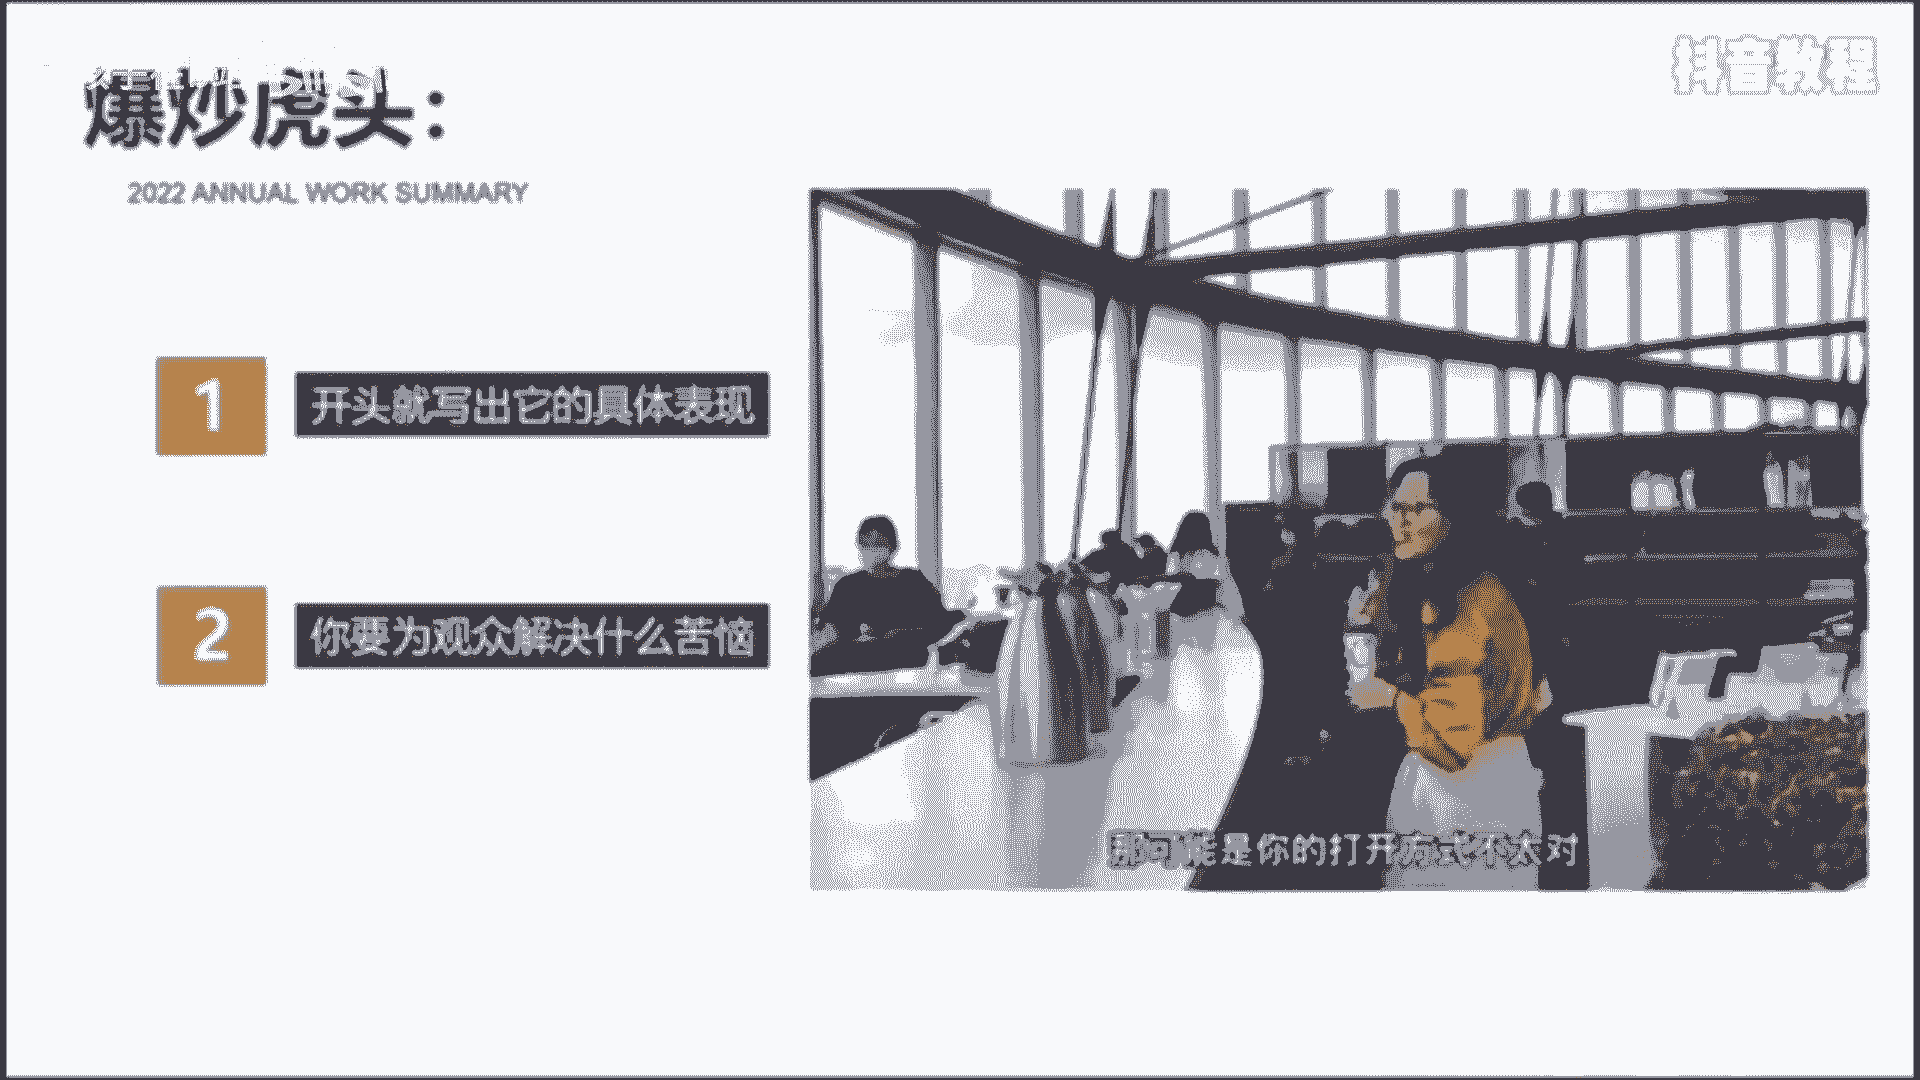 抖音教程
爆炒虎头：
2022 ANNUAL WORK SUMMARY
1
开头就写出它的具体表现
2
你要为观众解决什么苦恼
那可能是你的打开方式不太对